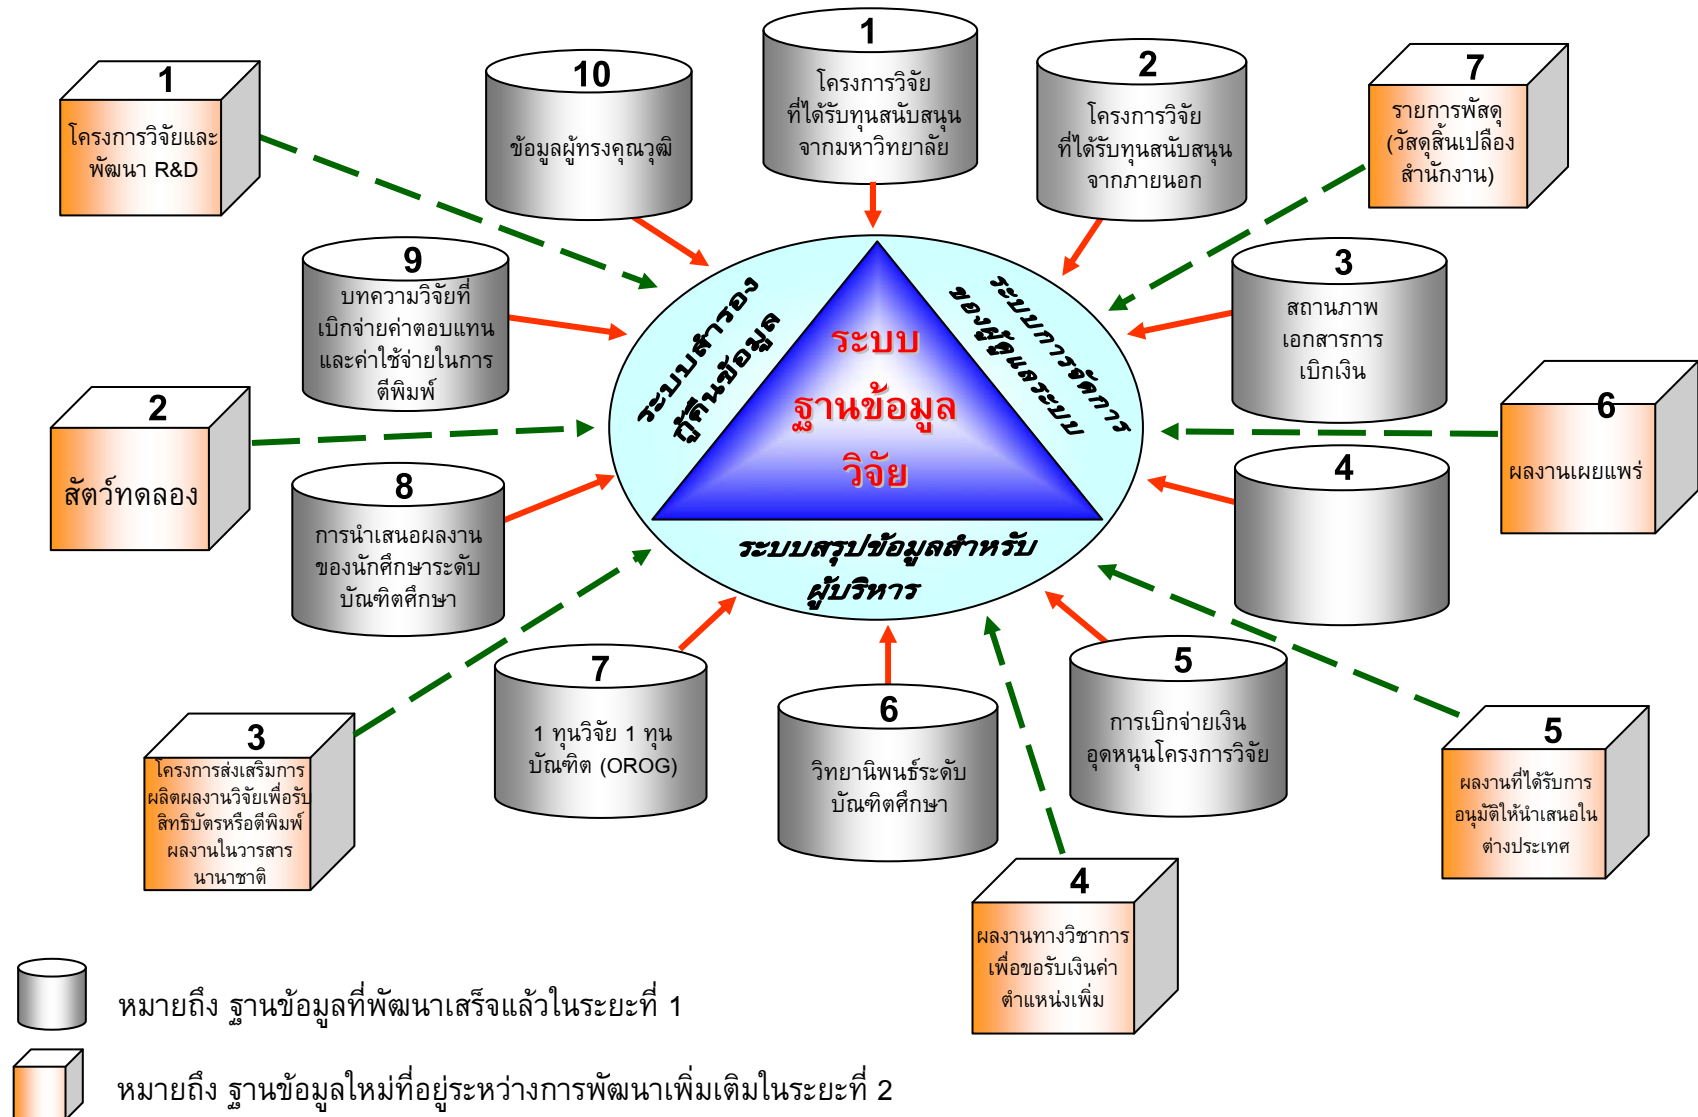 1
โครงการวิจัยและ
พัฒนา R&D
10
ข้อมูลผู้ทรงคุณวุฒิ
1
โครงการวิจัย
ที่ได้รับทุนสนับสนุน
จากมหาวิทยาลัย
2
โครงการวิจัย
ที่ได้รับทุนสนับสนุน
จากภายนอก
7
รายการพัสดุ
(วัสดุสิ้นเปลือง
สำนักงาน)
9
บทความวิจัยที่
เบิกจ่ายค่าตอบแทน
และค่าใช้จ่ายในการ
ตีพิมพ์
ระบบสำรอง
กู้คืนข้อมูล
ระบบ
ฐานข้อมูล
วิจัย
ระบบการจัดการ
ของผู้ดูแลระบบ
3
สถานภาพ
เอกสารการ
เบิกเงิน
2
สัตว์ทดลอง
6
ผลงานเผยแพร่
8
การนำเสนอผลงาน
ของนักศึกษาระดับ
บัณฑิตศึกษา
4
ระบบสรุปข้อมูลสำหรับ
ผู้บริหาร
3
โครงการส่งเสริมการ
ผลิตผลงานวิจัยเพื่อรับ
สิทธิบัตรหรือตีพิมพ์
ผลงานในวารสาร
นานาชาติ
7
1 ทุนวิจัย 1 ทุน
บัณฑิต (OROG)
6
วิทยานิพนธ์ระดับ
บัณฑิตศึกษา
5
การเบิกจ่ายเงิน
อุดหนุนโครงการวิจัย
5
ผลงานที่ได้รับการ
อนุมัติให้นำเสนอใน
ต่างประเทศ
4
ผลงานทางวิชาการ
เพื่อขอรับเงินค่า
ตำแหน่งเพิ่ม
หมายถึง ฐานข้อมูลที่พัฒนาเสร็จแล้วในระยะที่ 1
หมายถึง ฐานข้อมูลใหม่ที่อยู่ระหว่างการพัฒนาเพิ่มเติมในระยะที่ 2